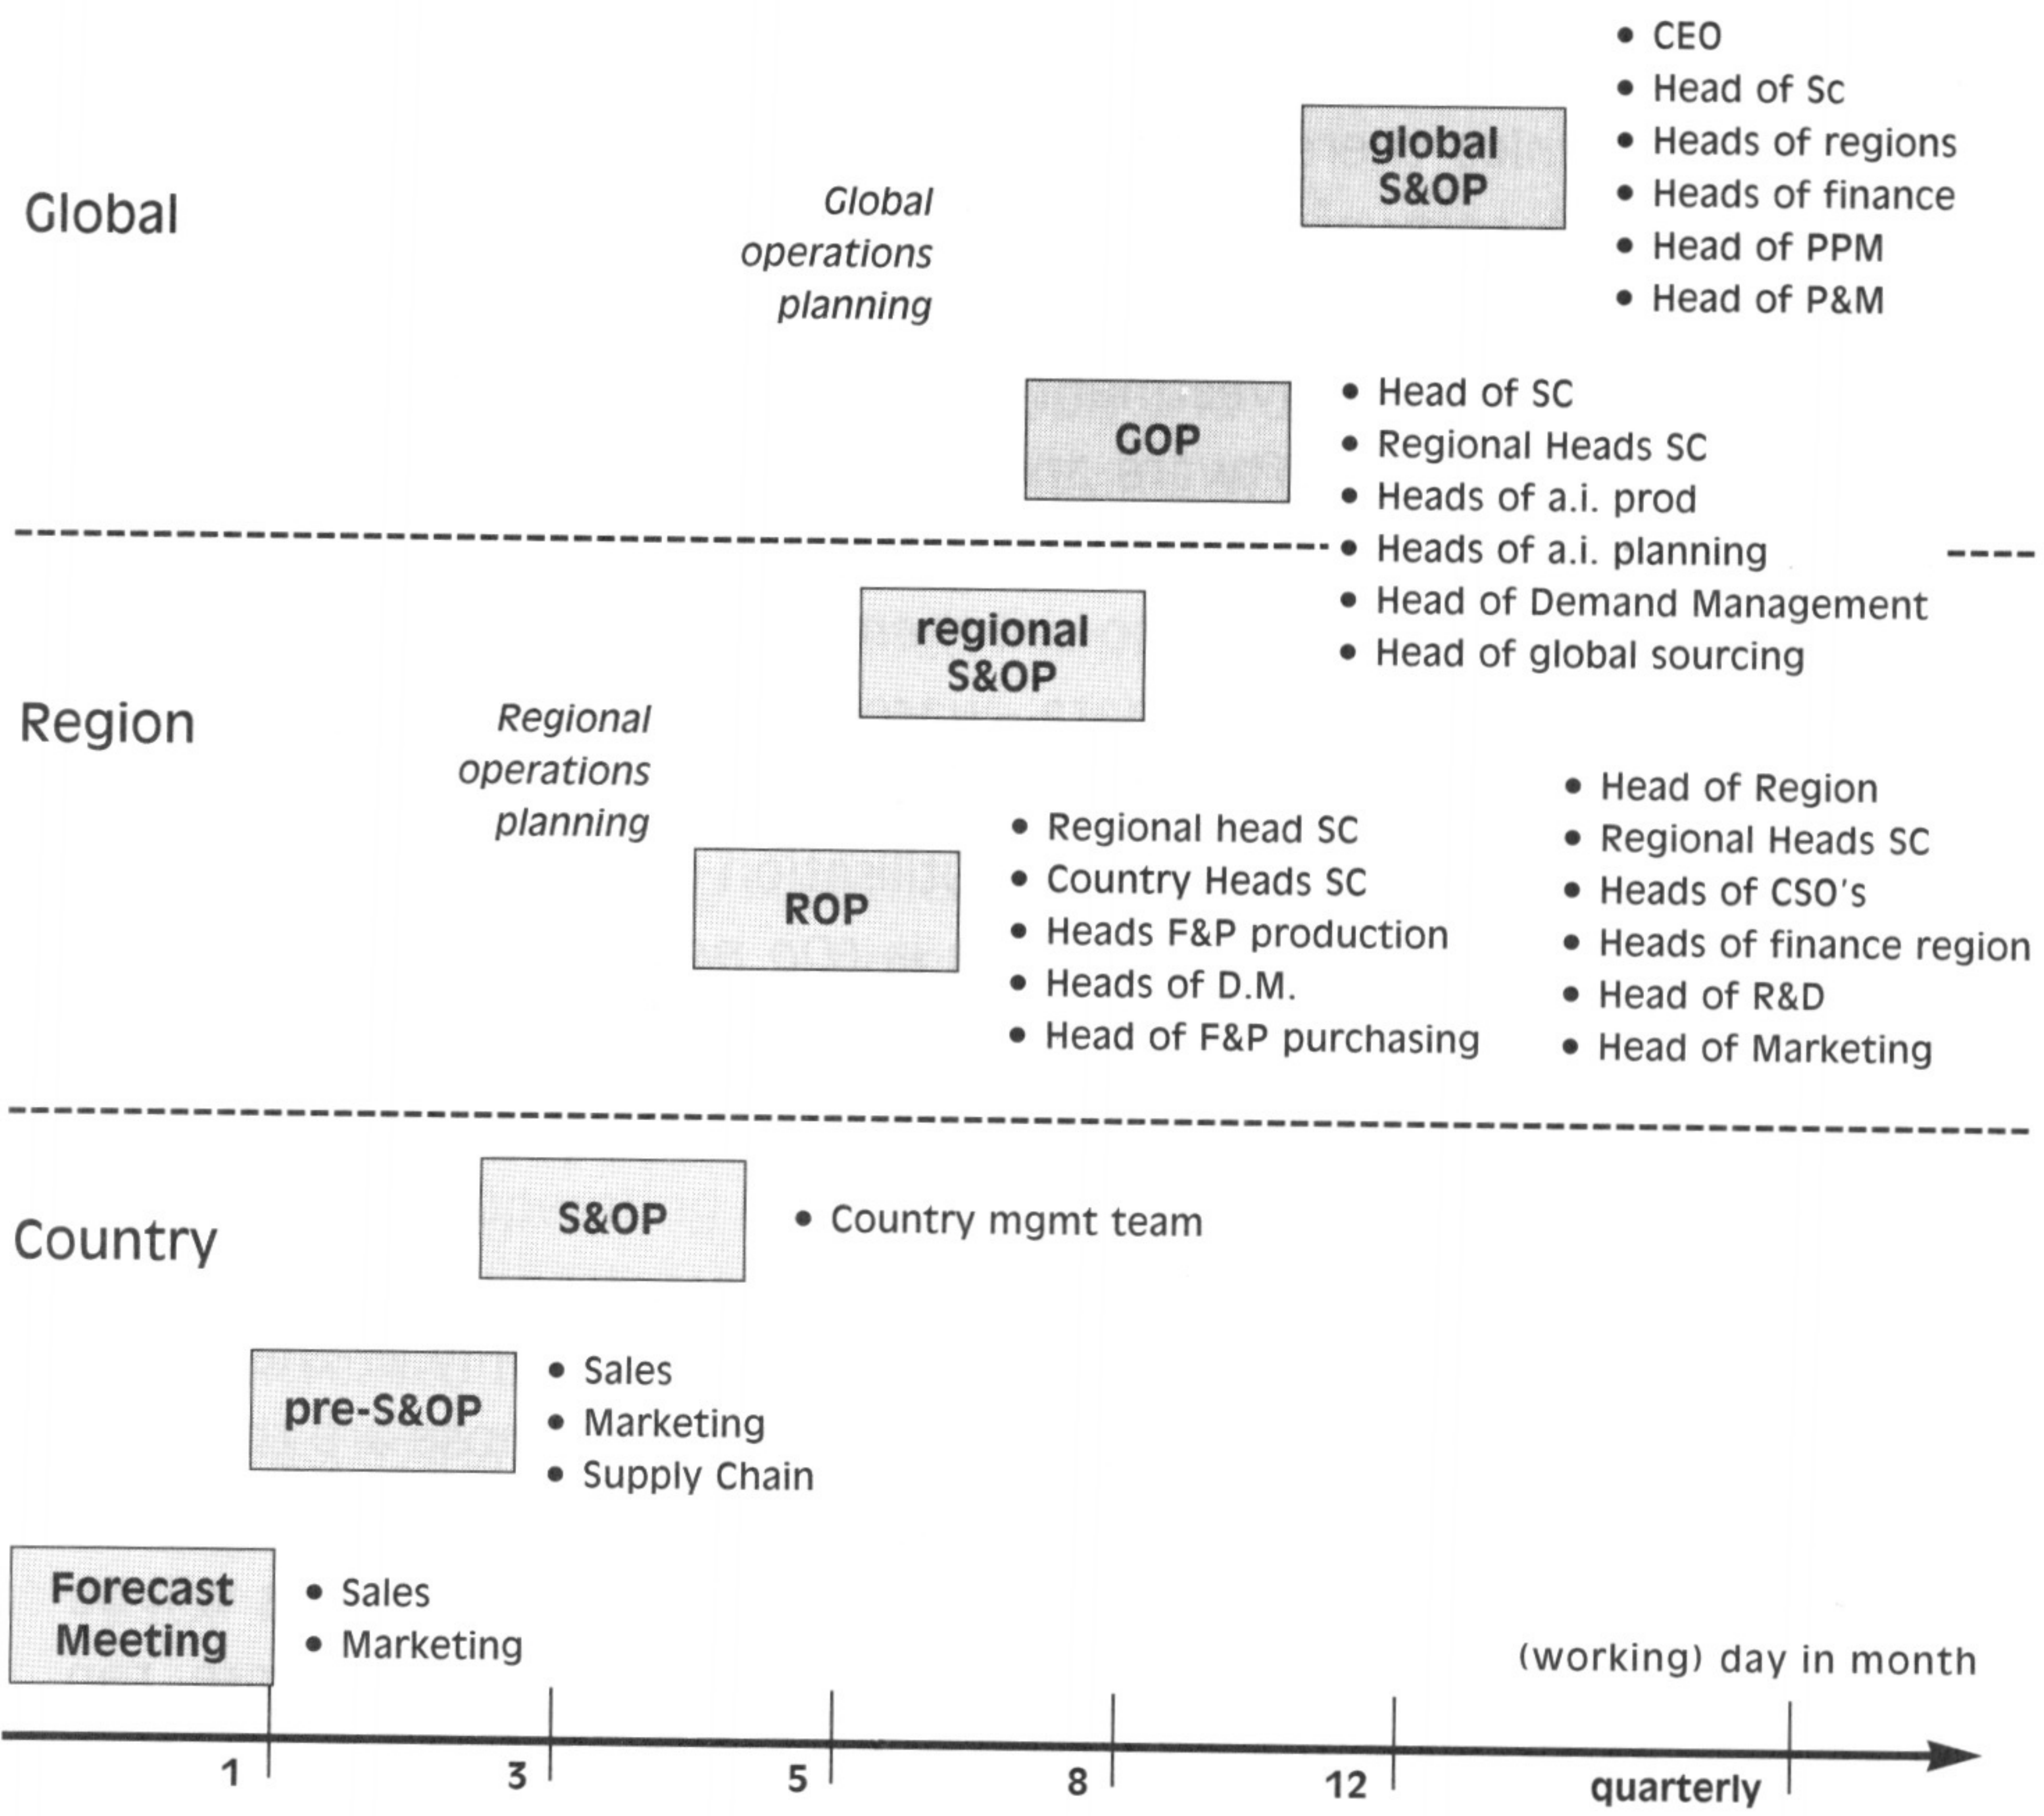 Global
Global
operations
planning
global
S&OP
• CEO
• Head of Sc
• Heads of regions
• Heads of finance
• Head of PPM
• Head of P&M
GOP
• Head of SC
• Regional Heads SC
• Heads of a.i. prod
• Heads of a.i. planning
• Head of Demand Management
• Head of global sourcing
Region
regional
S&OP
Regional
operations
planning
ROP
• Regional head SC
• Country Heads SC
• Heads F&P production
• Heads of D.M.
• Head of F&P purchasing
• Head of Region
• Regional Heads SC
• Heads of CSO's
• Heads of finance region
• Head of R&D
• Head of Marketing
Country
S&OP
• Country mgmt team
pre-S&OP
• Sales
• Marketing
• Supply Chain
Forecast
Meeting
• Sales
• Marketing
(working) day in month
1 3 5 8 12 quarterly